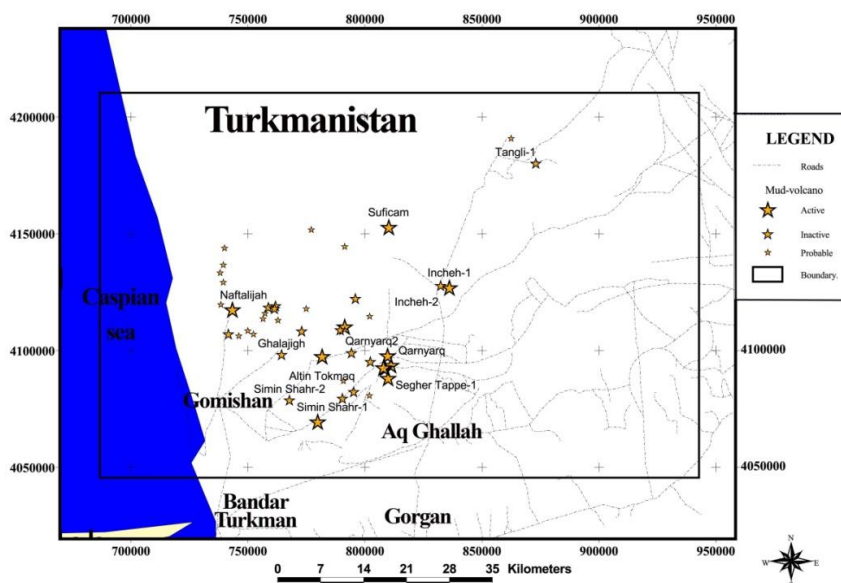 700000 750000 800000 850000 900000 950000
4200000
Turkmanistan
LEGEND
Roads
Mud-volcano
Active
Inactive
Probable
Boundary.
Tangli-1
Suficam
4150000
Incheh-1
Incheh-2
Naftalijah
Caspian
sea
Qarnyarq2
Qarnyarq
Ghalajigh
4100000
4100000
Altin Tokmaq
Segher Tappe-1
Simin Shahr-2
Gomishan
Simin Shahr-1
Aq Ghallah
4050000
4050000
Bandar
Turkman
Gorgan
700000 750000 800000 850000 900000 950000
N
W E
S
0 7 14 21 28 35 Kilometers